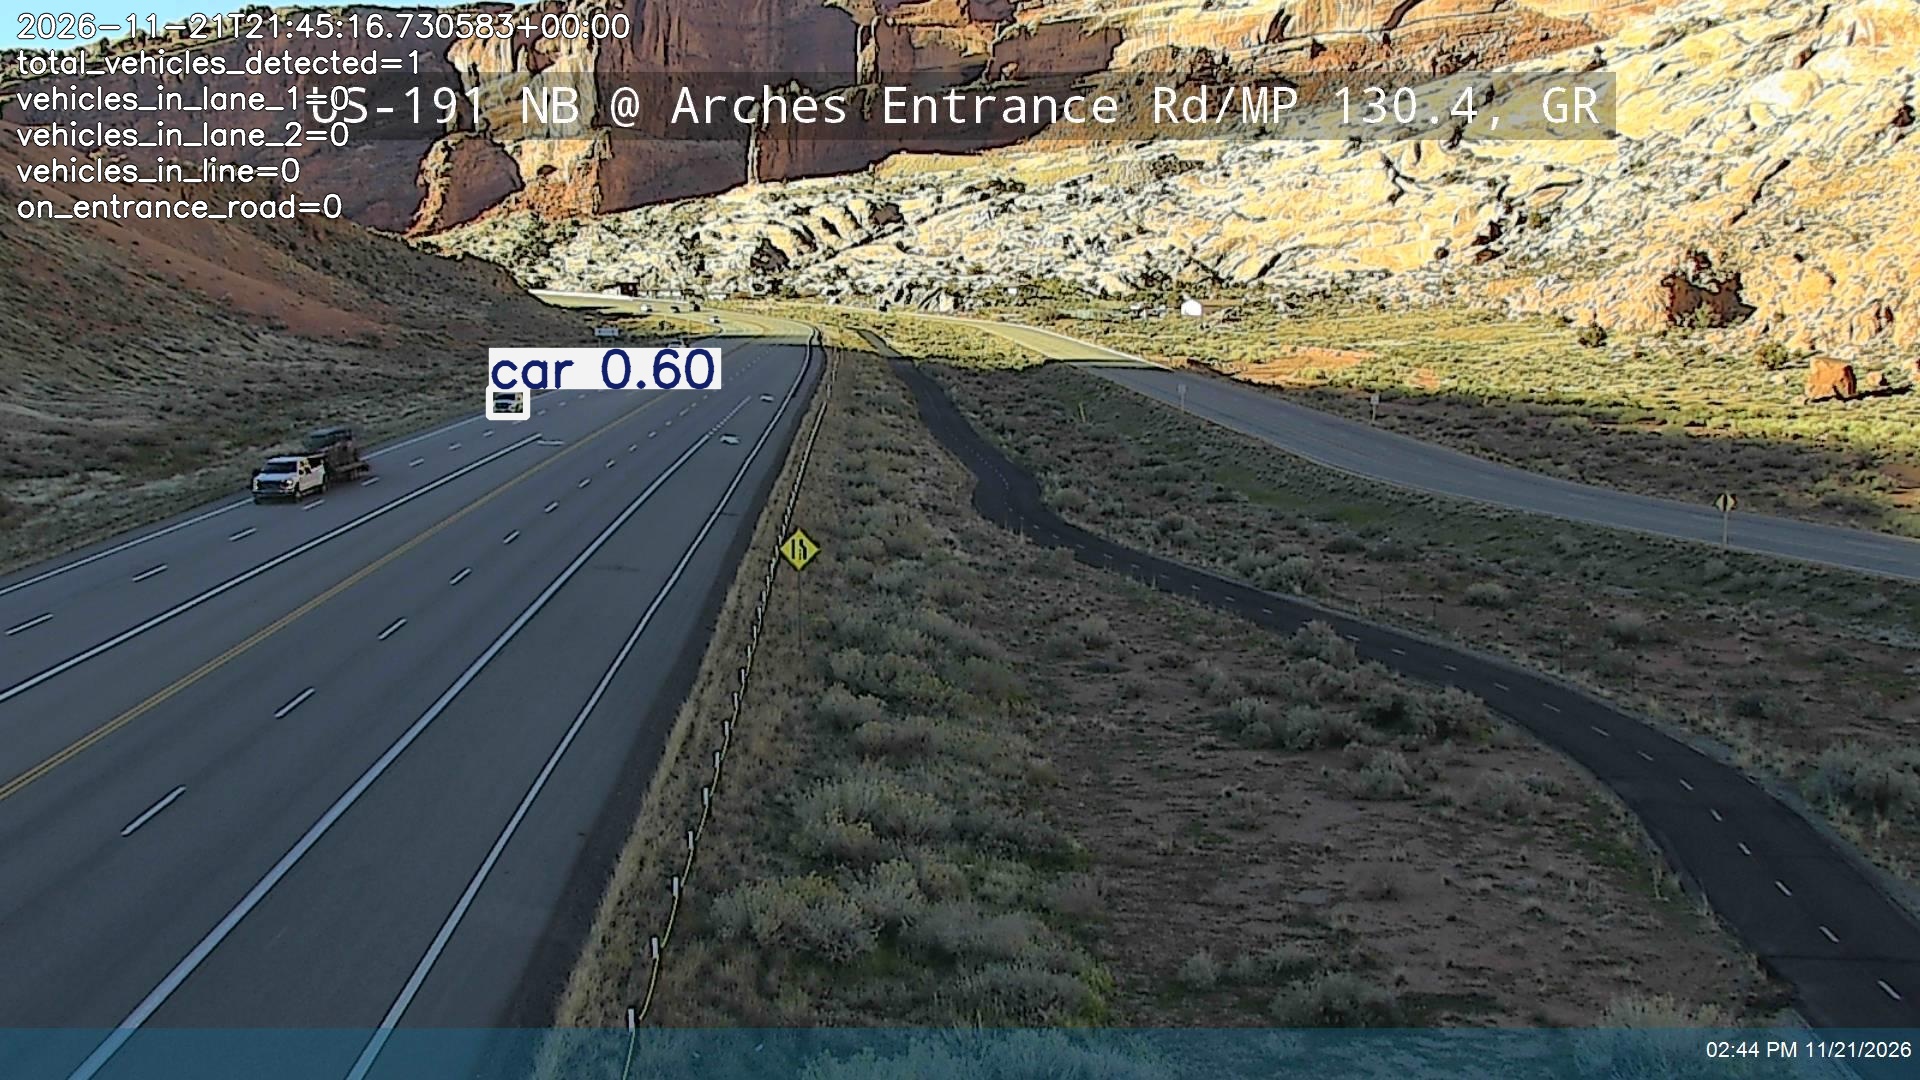 2026-11-21T21:45:16.730583+00:00
total_vehicles_detected=1
vehicles_in_lane_1=0
US-191 NB @ Arches Entrance Rd/MP 130.4, GR
vehicles_in_lane_2=0
vehicles_in_line=0
on_entrance_road=0
car 0.60
02:44 PM 11/21/2026